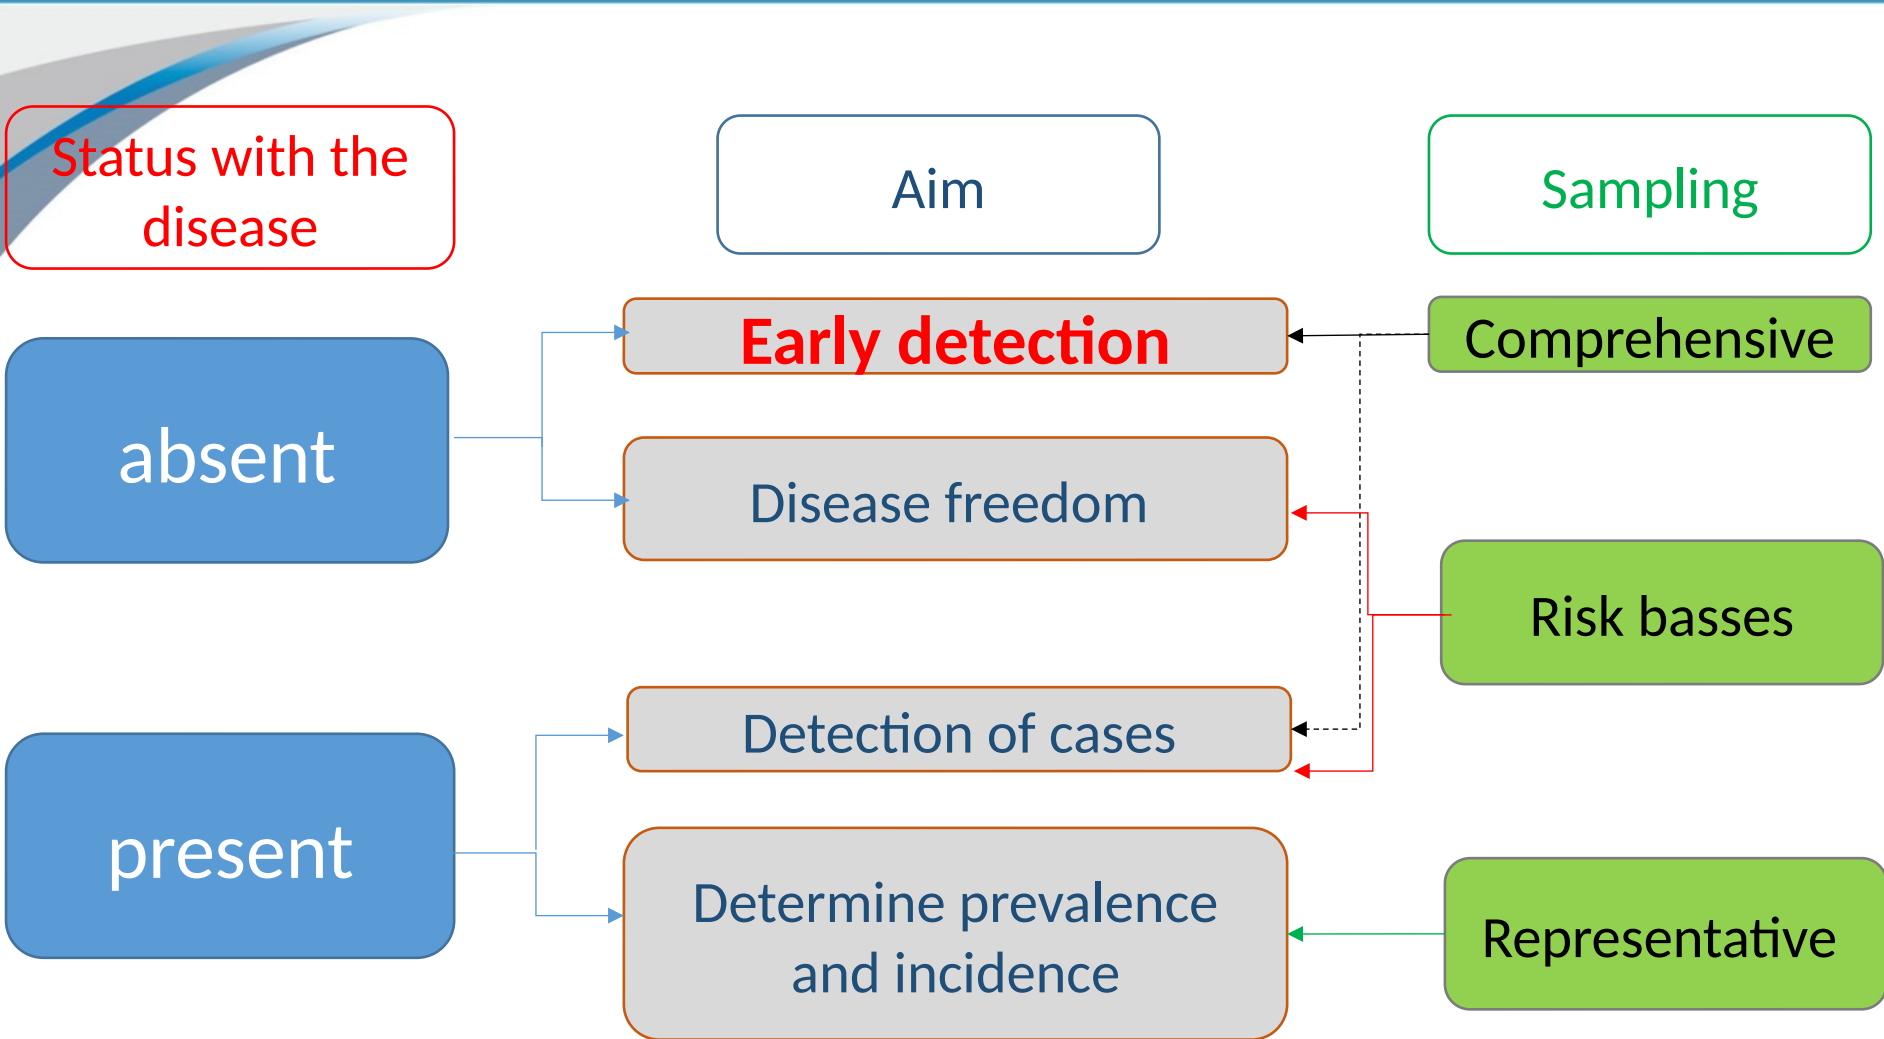 Status with the
disease
Aim
Sampling
Early detection
Comprehensive
absent
Disease freedom
Risk basses
Detection of cases
present
Determine prevalence
and incidence
Representative